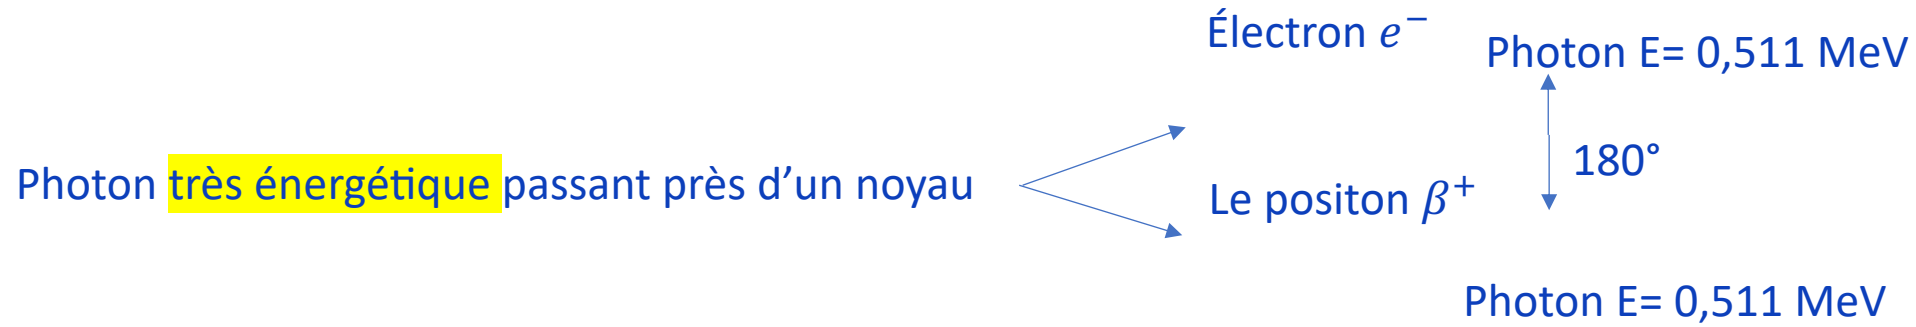 Électron e⁻
Photon E= 0,511 MeV
180°
Photon très énergétique passant près d’un noyau
Le positon β⁺
Photon E= 0,511 MeV